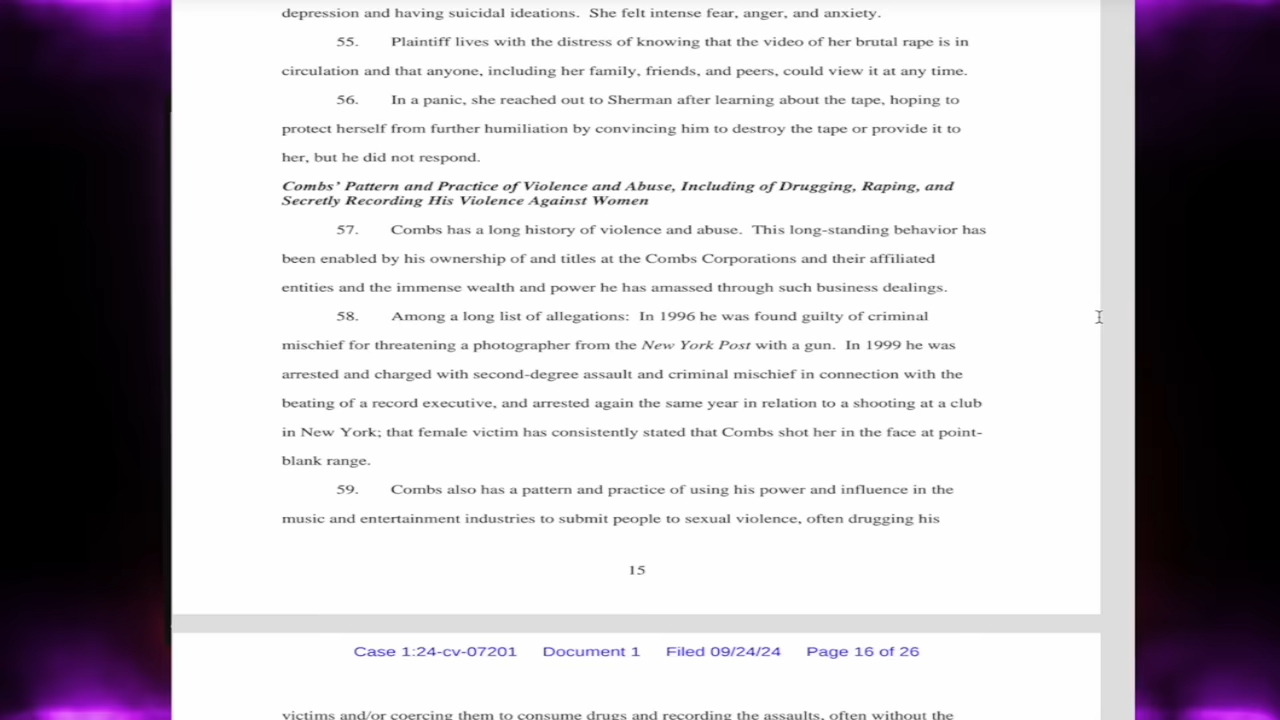 depression and having suicidal ideations.  She felt intense fear, anger, and anxiety.
55. Plaintiff lives with the distress of knowing that the video of her brutal rape is in
circulation and that anyone, including her family, friends, and peers, could view it at any time.
56. In a panic, she reached out to Sherman after learning about the tape, hoping to
protect herself from further humiliation by convincing him to destroy the tape or provide it to
her, but he did not respond.
Combs’ Pattern and Practice of Violence and Abuse, Including of Drugging, Raping, and
Secretly Recording His Violence Against Women
57. Combs has a long history of violence and abuse.  This long-standing behavior has
been enabled by his ownership of and titles at the Combs Corporations and their affiliated
entities and the immense wealth and power he has amassed through such business dealings.
58. Among a long list of allegations:  In 1996 he was found guilty of criminal
mischief for threatening a photographer from the New York Post with a gun.  In 1999 he was
arrested and charged with second-degree assault and criminal mischief in connection with the
beating of a record executive, and arrested again the same year in relation to a shooting at a club
in New York; that female victim has consistently stated that Combs shot her in the face at point-
blank range.
59. Combs also has a pattern and practice of using his power and influence in the
music and entertainment industries to submit people to sexual violence, often drugging his
15
Case 1:24-cv-07201 Document 1 Filed 09/24/24 Page 16 of 26
victims and/or coercing them to consume drugs and recording the assaults, often without the